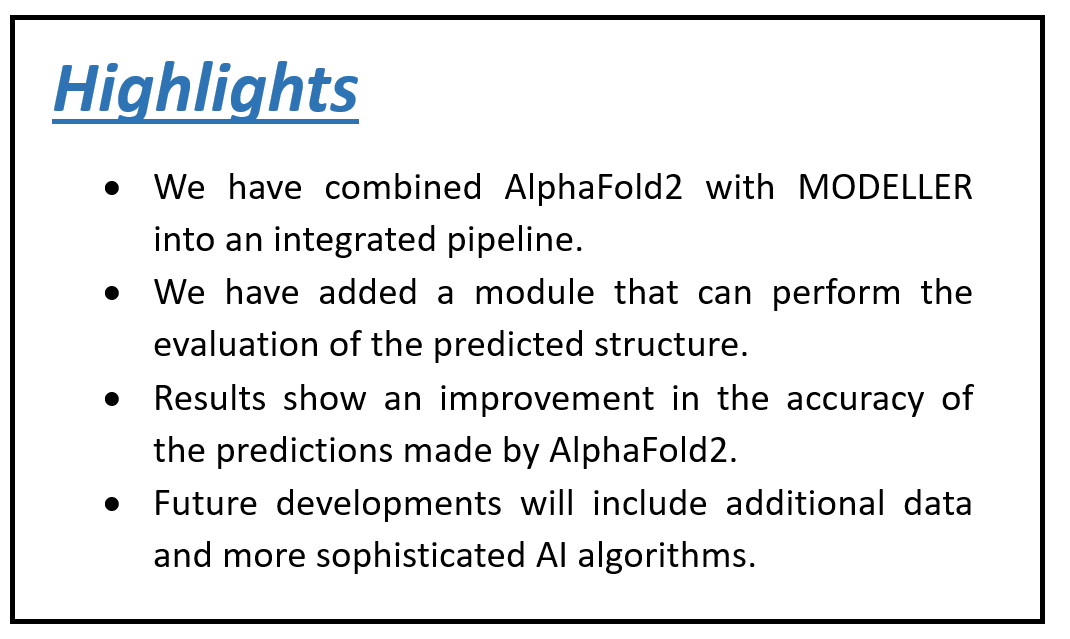 Highlights
• We have combined AlphaFold2 with MODELLER
into an integrated pipeline.
• We have added a module that can perform the
evaluation of the predicted structure.
• Results show an improvement in the accuracy of
the predictions made by AlphaFold2.
• Future developments will include additional data
and more sophisticated AI algorithms.